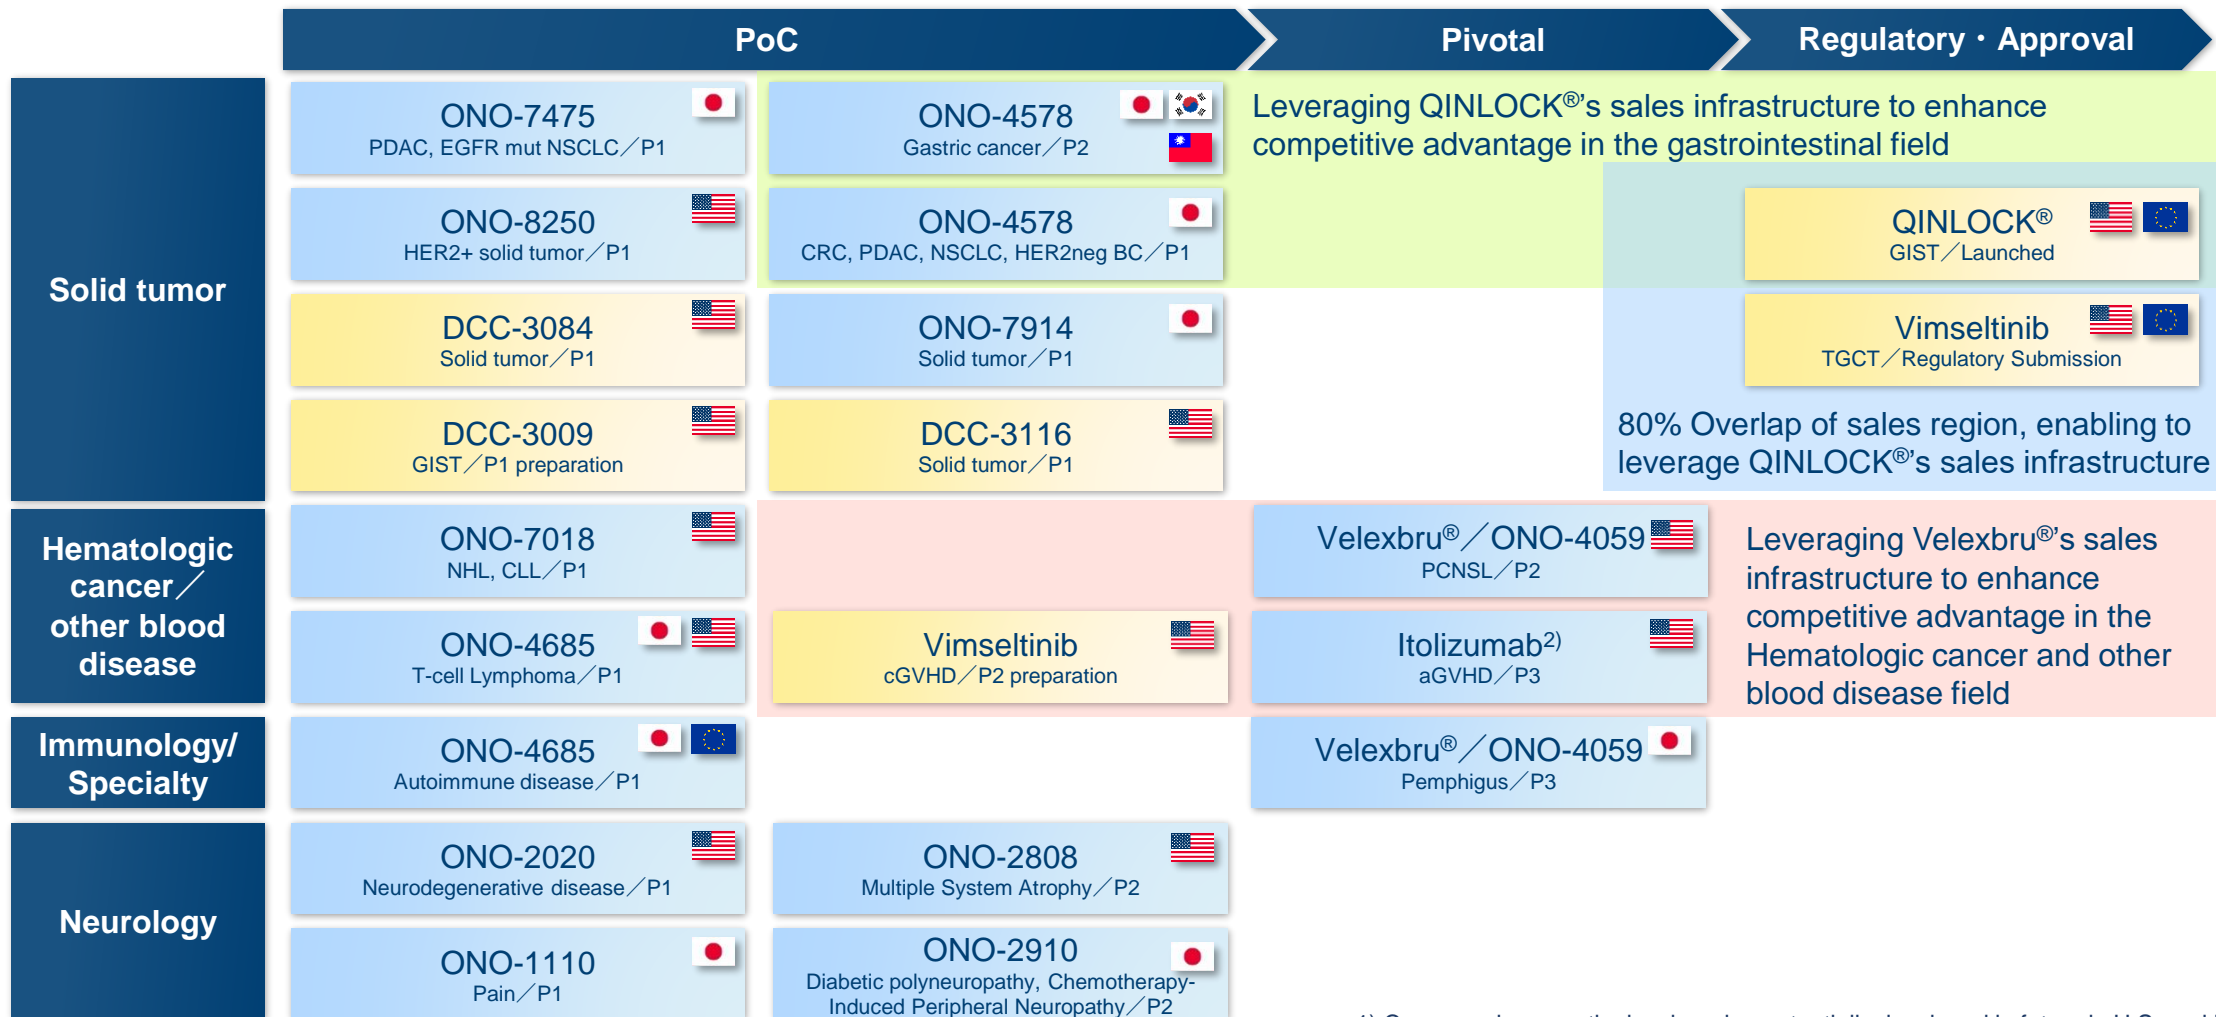 PoC
Pivotal
Regulatory・Approval
Solid tumor
ONO-7475
PDAC, EGFR mut NSCLC／P1
ONO-4578
Gastric cancer／P2
Leveraging QINLOCK®’s sales infrastructure to enhance
competitive advantage in the gastrointestinal field
ONO-8250
HER2+ solid tumor／P1
ONO-4578
CRC, PDAC, NSCLC, HER2neg BC／P1
QINLOCK®
GIST／Launched
DCC-3084
Solid tumor／P1
ONO-7914
Solid tumor／P1
Vimseltinib
TGCT／Regulatory Submission
DCC-3009
GIST／P1 preparation
DCC-3116
Solid tumor／P1
80% Overlap of sales region, enabling to
leverage QINLOCK®’s sales infrastructure
Hematologic
cancer／
other blood
disease
ONO-7018
NHL, CLL／P1
Velexbru®／ONO-4059
PCNSL／P2
Leveraging Velexbru®’s sales
infrastructure to enhance
competitive advantage in the
Hematologic cancer and other
blood disease field
ONO-4685
T-cell Lymphoma／P1
Vimseltinib
cGVHD／P2 preparation
Itolizumab2)
aGVHD／P3
Immunology/
Specialty
ONO-4685
Autoimmune disease／P1
Velexbru®／ONO-4059
Pemphigus／P3
Neurology
ONO-2020
Neurodegenerative disease／P1
ONO-2808
Multiple System Atrophy／P2
ONO-1110
Pain／P1
ONO-2910
Diabetic polyneuropathy, Chemotherapy-
Induced Peripheral Neuropathy／P2